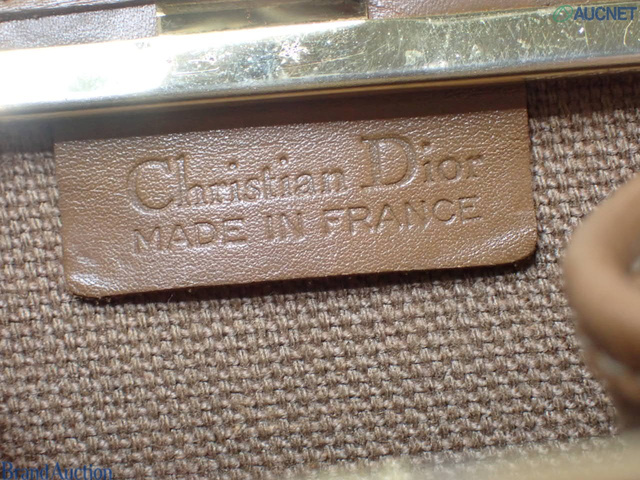 AUCNET
Christian Dior
MADE IN FRANCE
Brand Auction